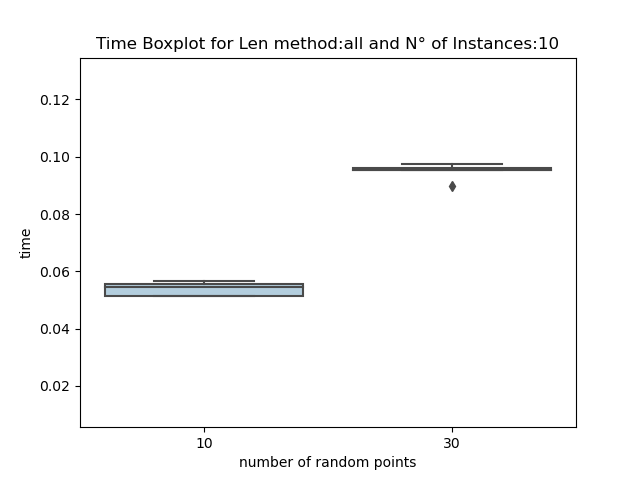 Time Boxplot for Len method:all and N° of Instances:10
0.12
0.10
0.08
0.06
0.04
0.02
time
10 30
number of random points